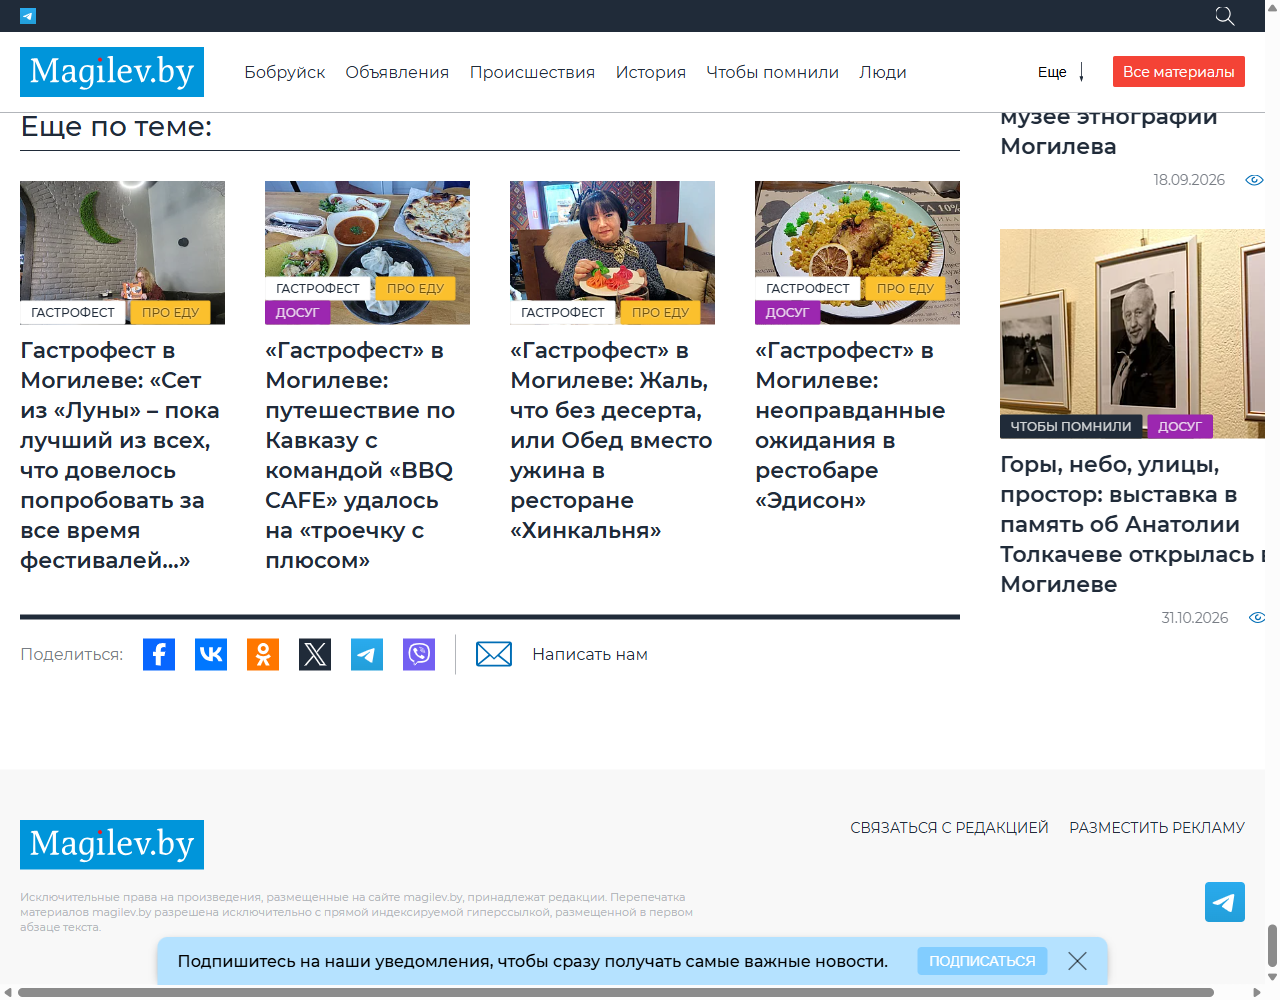 Magilev.by
Бобруйск
Объявления
Происшествия
История
Чтобы помнили
Люди
Еще
Все материалы
Еще по теме:
ГАСТРОФЕСТ
ПРО ЕДУ
Гастрофест в
Могилеве: «Сет
из «Луны» – пока
лучший из всех,
что довелось
попробовать за
все время
фестивалей...»
ГАСТРОФЕСТ
ПРО ЕДУ
ДОСУГ
«Гастрофест» в
Могилеве:
путешествие по
Кавказу с
командой «BBQ
CAFE» удалось
на «троечку с
плюсом»
ГАСТРОФЕСТ
ПРО ЕДУ
«Гастрофест» в
Могилеве: Жаль,
что без десерта,
или Обед вместо
ужина в
ресторане
«Хинкальня»
ГАСТРОФЕСТ
ПРО ЕДУ
ДОСУГ
«Гастрофест» в
Могилеве:
неоправданные
ожидания в
рестобаре
«Эдисон»
музее этнографии
Могилева
18.09.2026
ЧТОБЫ ПОМНИЛИ
ДОСУГ
Горы, небо, улицы,
простор: выставка в
память об Анатолии
Толкачеве открылась в
Могилеве
31.10.2026
Поделиться:
Написать нам
Magilev.by
СВЯЗАТЬСЯ С РЕДАКЦИЕЙ
РАЗМЕСТИТЬ РЕКЛАМУ
Исключительные права на произведения, размещенные на сайте magilev.by, принадлежат редакции. Перепечатка
материалов magilev.by разрешена исключительно с прямой индексируемой гиперссылкой, размещенной в первом
абзаце текста.
Подпишитесь на наши уведомления, чтобы сразу получать самые важные новости.
ПОДПИСАТЬСЯ